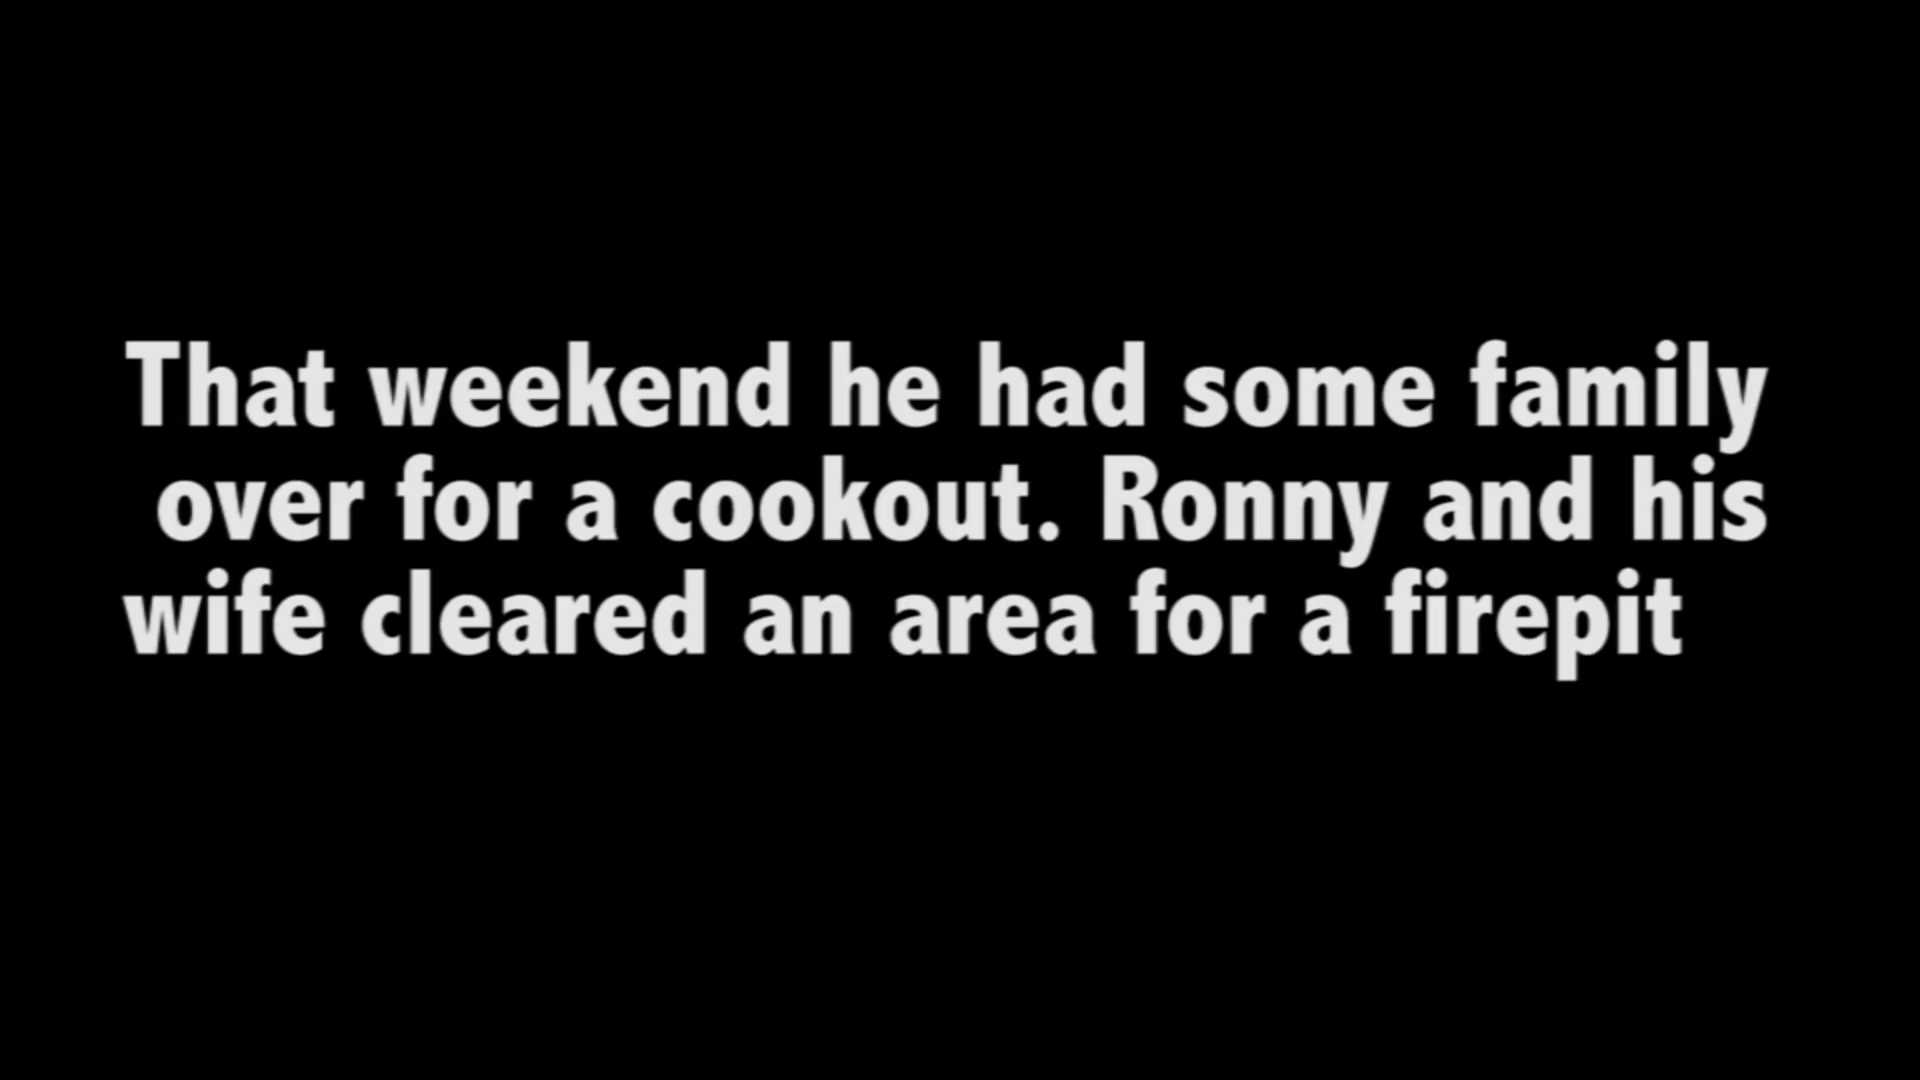 That weekend he had some family
over for a cookout. Ronny and his
wife cleared an area for a firepit